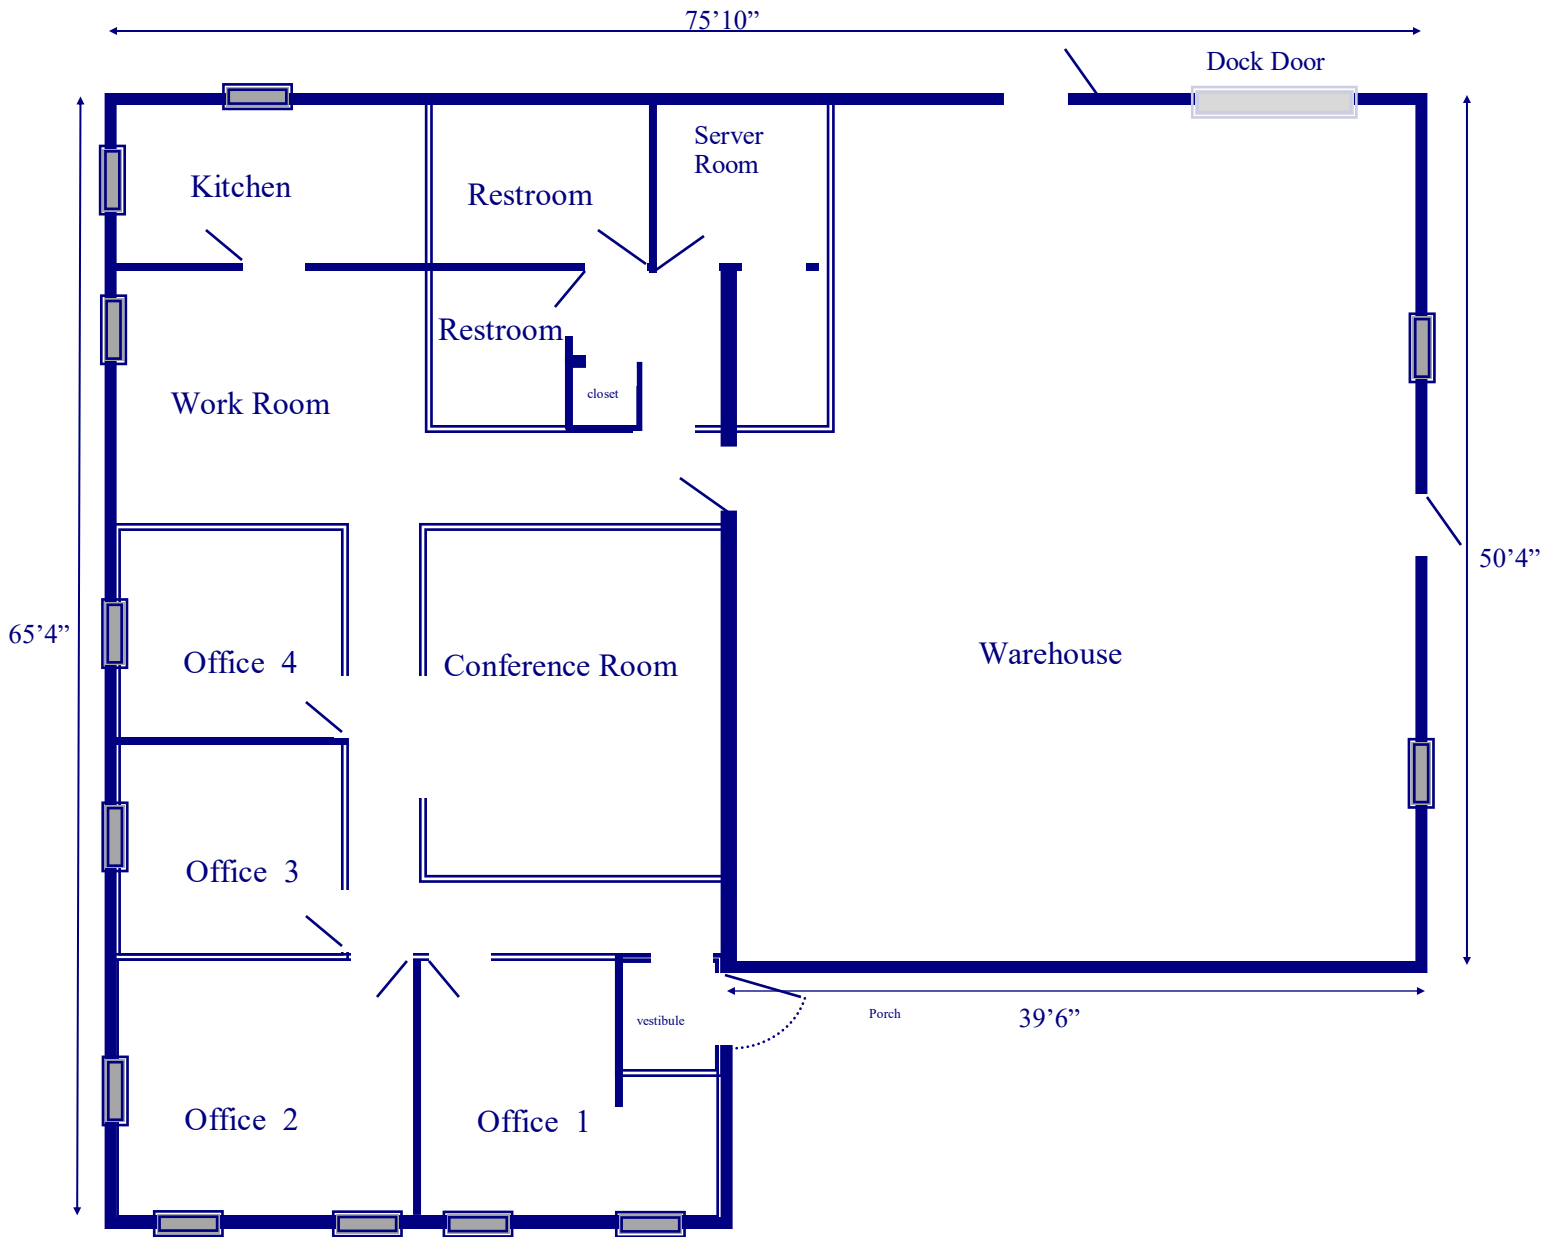 75’10”
Dock Door
Server
Room
Kitchen
Restroom
Restroom
closet
Work Room
50’4”
65’4”
Warehouse
Office 4
Conference Room
Office 3
Porch
39’6”
vestibule
Office 2
Office 1